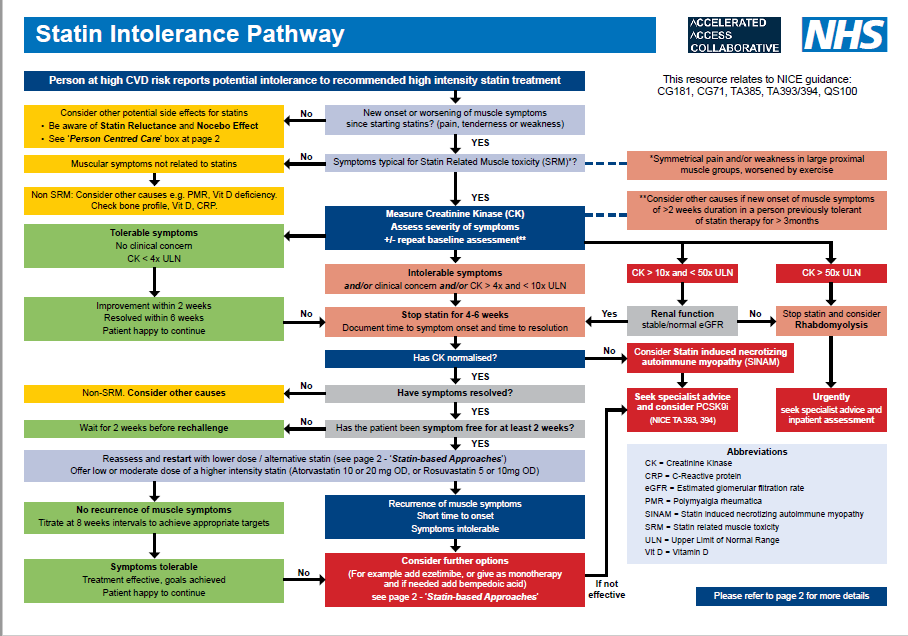 Statin Intolerance Pathway
ACCELERATED
ACCESS
COLLABORATIVE
NHS
Person at high CVD risk reports potential intolerance to recommended high intensity statin treatment
This resource relates to NICE guidance:
CG181, CG71, TA385, TA393/394, QS100
Consider other potential side effects for statins
• Be aware of Statin Reluctance and Nocebo Effect
• See 'Person Centred Care' box at page 2
No
New onset or worsening of muscle symptoms
since starting statins? (pain, tenderness or weakness)
YES
Muscular symptoms not related to statins
No
Symptoms typical for Statin Related Muscle toxicity (SRM)*?
*Symmetrical pain and/or weakness in large proximal
muscle groups, worsened by exercise
Non SRM: Consider other causes e.g. PMR, Vit D deficiency.
Check bone profile, Vit D, CRP.
YES
**Consider other causes if new onset of muscle symptoms
of >2 weeks duration in a person previously tolerant
of statin therapy for > 3months
Measure Creatinine Kinase (CK)
Assess severity of symptoms
+/- repeat baseline assessment**
Tolerable symptoms
No clinical concern
CK < 4x ULN
Intolerable symptoms
and/or clinical concern and/or CK > 4x and < 10x ULN
CK > 10x and < 50x ULN
CK > 50x ULN
Improvement within 2 weeks
Resolved within 6 weeks
Patient happy to continue
No
Stop statin for 4-6 weeks
Document time to symptom onset and time to resolution
Yes
Renal function
stable/normal eGFR
No
Stop statin and consider
Rhabdomyolysis
Has CK normalised?
No
Consider Statin induced necrotizing
autoimmune myopathy (SINAM)
YES
Non-SRM. Consider other causes
No
Have symptoms resolved?
Seek specialist advice
and consider PCSK9i
(NICE TA 393, 394)
Urgently
seek specialist advice and
inpatient assessment
YES
Wait for 2 weeks before rechallenge
No
Has the patient been symptom free for at least 2 weeks?
YES
Reassess and restart with lower dose / alternative statin (see page 2 - 'Statin-based Approaches')
Offer low or moderate dose of a higher intensity statin (Atorvastatin 10 or 20 mg OD, or Rosuvastatin 5 or 10mg OD)
Abbreviations
CK = Creatinine Kinase
CRP = C-Reactive protein
eGFR = Estimated glomerular filtration rate
PMR = Polymyalgia rheumatica
SINAM = Statin induced necrotizing autoimmune myopathy
SRM = Statin related muscle toxicity
ULN = Upper Limit of Normal Range
Vit D = Vitamin D
No recurrence of muscle symptoms
Titrate at 8 weeks intervals to achieve appropriate targets
Recurrence of muscle symptoms
Short time to onset
Symptoms intolerable
Symptoms tolerable
Treatment effective, goals achieved
Patient happy to continue
No
Consider further options
(For example add ezetimibe, or give as monotherapy
and if needed add bempedoic acid)
see page 2 - 'Statin-based Approaches'
If not
effective
Please refer to page 2 for more details